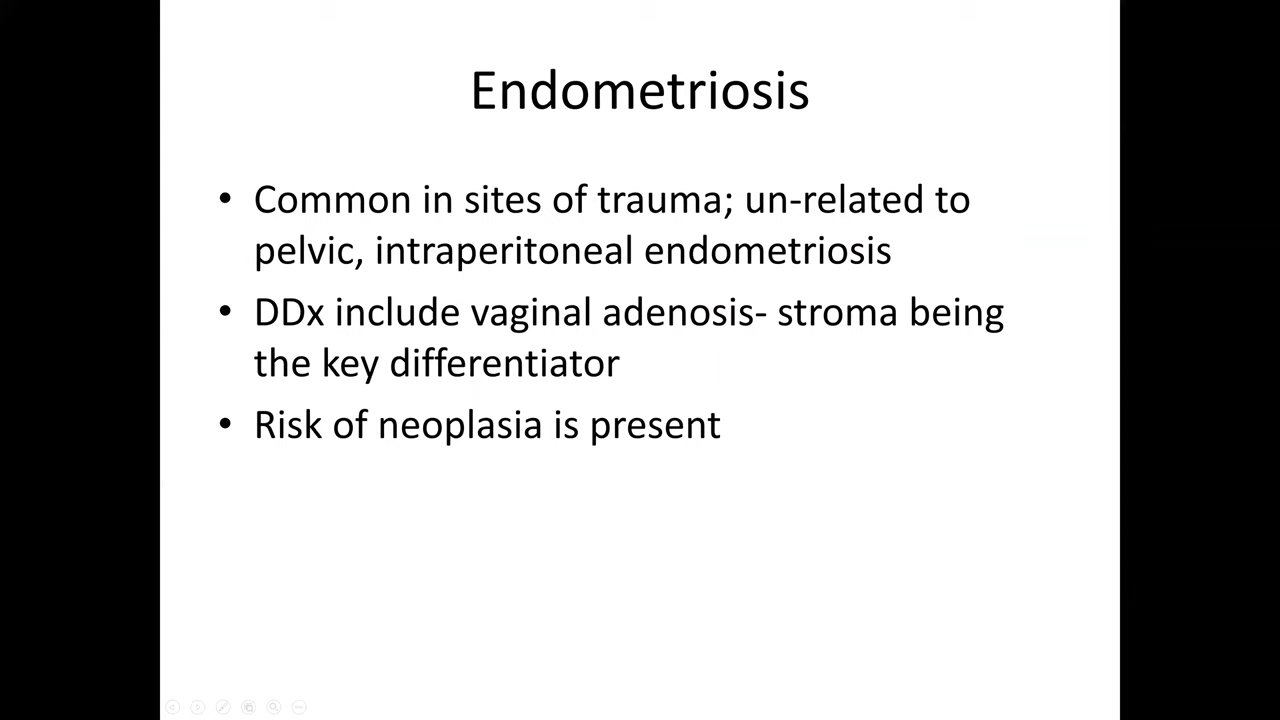 Endometriosis
• Common in sites of trauma; un-related to
pelvic, intraperitoneal endometriosis
• DDx include vaginal adenosis- stroma being
the key differentiator
• Risk of neoplasia is present